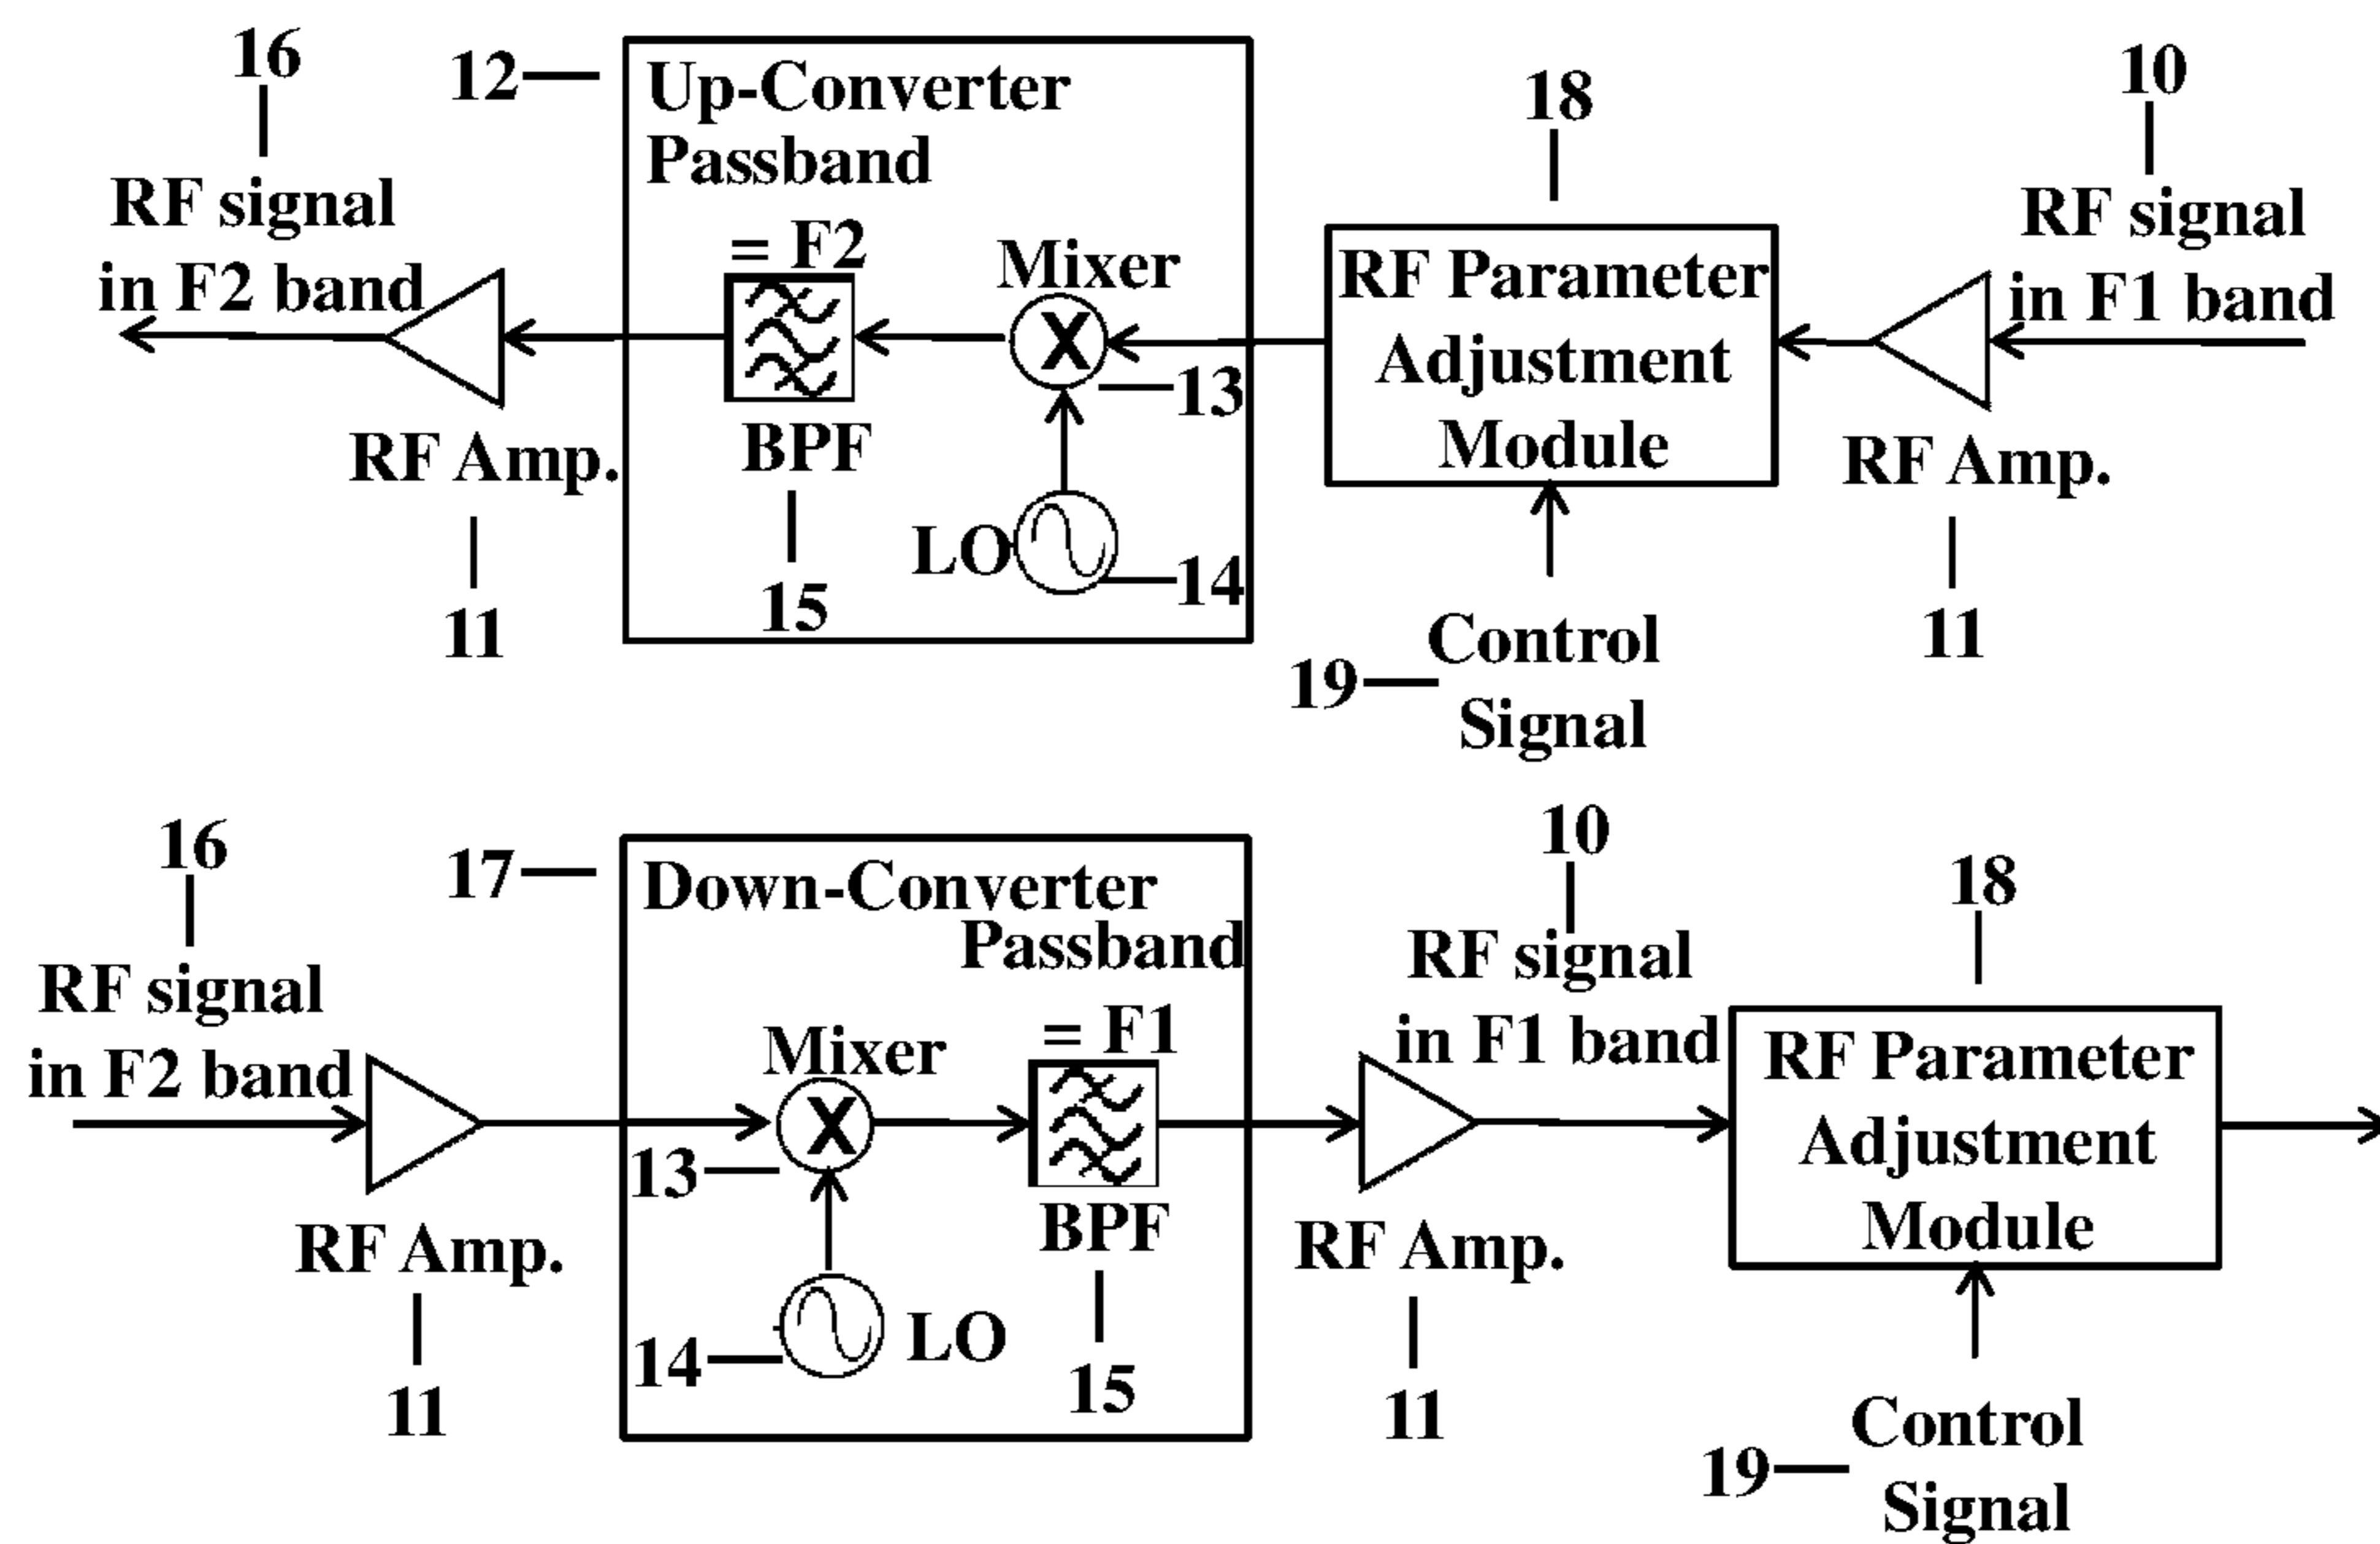 16
12
Up-Converter
Passband
= F2
RF signal
in F2 band
Mixer
13
BPF
15
LO
14
RF Amp.
11
18
RF Parameter
Adjustment
Module
Control
19
Signal
10
RF signal
in F1 band
RF Amp.
11
16
RF signal
in F2 band
RF Amp.
11
17
Down-Converter
Passband
= F1
Mixer
13
BPF
15
14
LO
10
RF signal
in F1 band
RF Amp.
11
18
RF Parameter
Adjustment
Module
Control
19
Signal